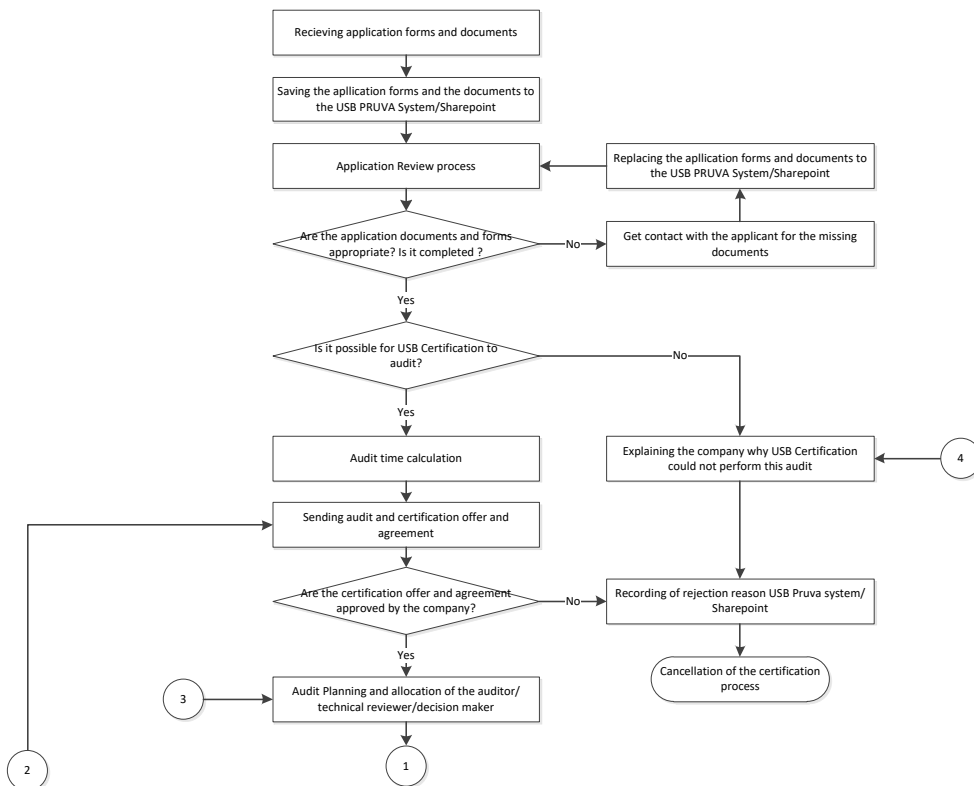 Recieving application forms and documents
Saving the apllication forms and the documents to
the USB PRUVA System/Sharepoint
Application Review process
Replacing the apllication forms and documents to
the USB PRUVA System/Sharepoint
Are the application documents and forms
appropriate? Is it completed ?
No
Get contact with the applicant for the missing
documents
Yes
Is it possible for USB Certification to
audit?
No
Yes
Audit time calculation
Explaining the company why USB Certification
could not perform this audit
4
Sending audit and certification offer and
agreement
Are the certification offer and agreement
approved by the company?
No
Recording of rejection reason USB Pruva system/
Sharepoint
Yes
Cancellation of the certification
process
3
Audit Planning and allocation of the auditor/
technical reviewer/decision maker
2
1